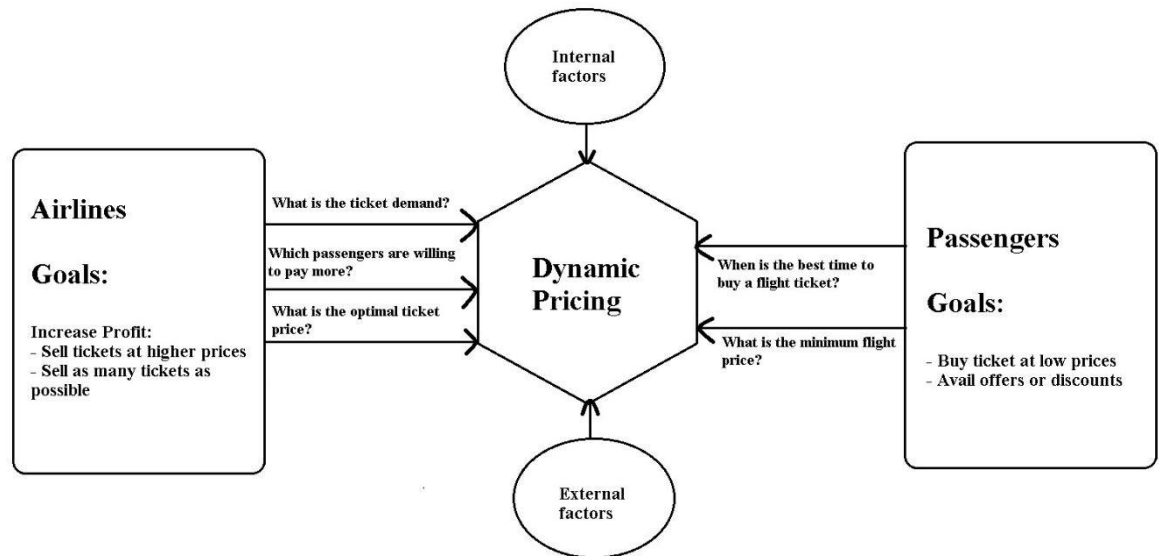 Internal
factors
Airlines
Goals:
Increase Profit:
- Sell tickets at higher prices
- Sell as many tickets as
possible
What is the ticket demand?
Which passengers are willing
to pay more?
What is the optimal ticket
price?
Dynamic
Pricing
When is the best time to
buy a flight ticket?
What is the minimum flight
price?
Passengers
Goals:
- Buy ticket at low prices
- Avail offers or discounts
External
factors